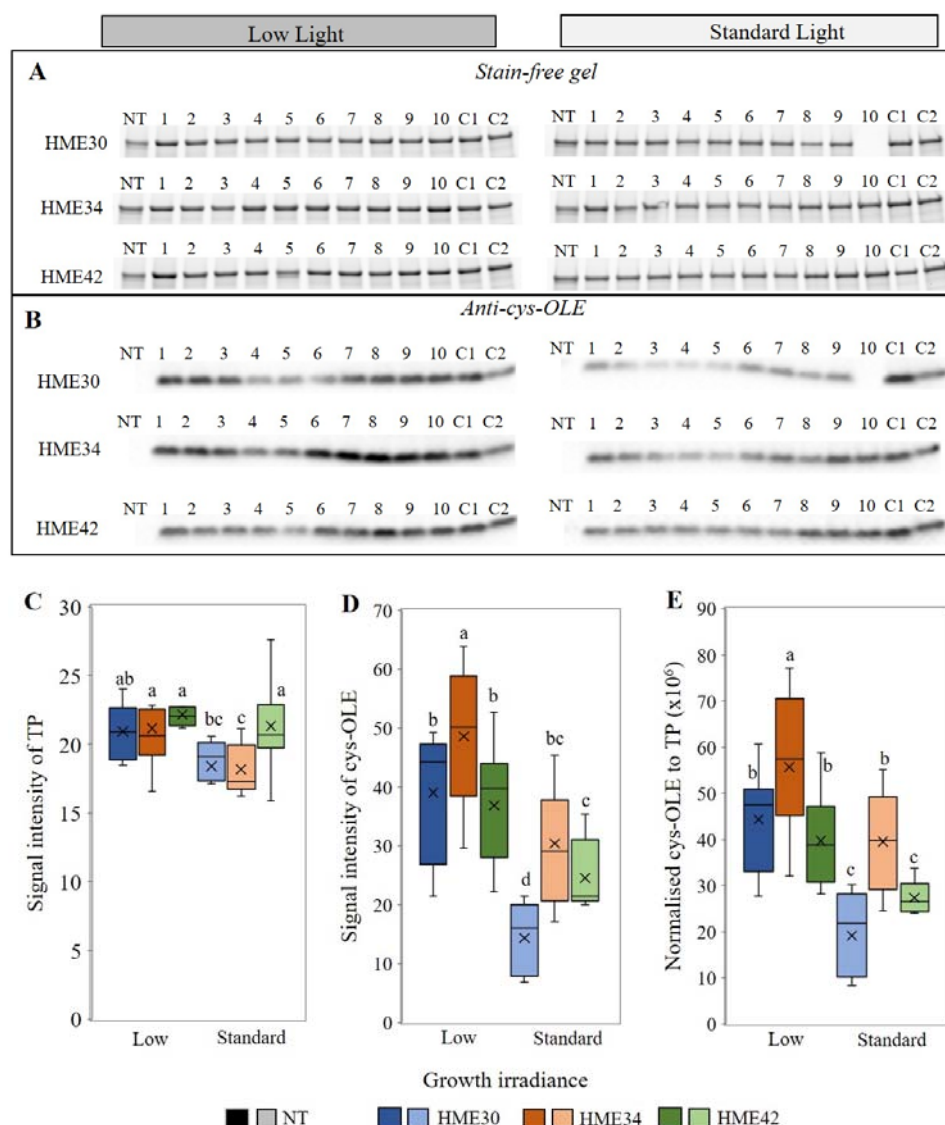 Low Light Standard Light
A Stain-free gel
NT 1 2 3 4 5 6 7 8 9 10 C1 C2 NT 1 2 3 4 5 6 7 8 9 10 C1 C2
HME30
NT 1 2 3 4 5 6 7 8 9 10 C1 C2 NT 1 2 3 4 5 6 7 8 9 10 C1 C2
HME34
NT 1 2 3 4 5 6 7 8 9 10 C1 C2 NT 1 2 3 4 5 6 7 8 9 10 C1 C2
HME42
B Anti-cys-OLE
NT 1 2 3 4 5 6 7 8 9 10 C1 C2 NT 1 2 3 4 5 6 7 8 9 10 C1 C2
HME30
NT 1 2 3 4 5 6 7 8 9 10 C1 C2 NT 1 2 3 4 5 6 7 8 9 10 C1 C2
HME34
NT 1 2 3 4 5 6 7 8 9 10 C1 C2 NT 1 2 3 4 5 6 7 8 9 10 C1 C2
HME42
C
Signal intensity of TP
30
25
20
15
10
5
0
ab a a bc c a
Low Standard
D
Signal intensity of cys-OLE
70
60
50
40
30
20
10
0
b a b d bc c
Low Standard
E
Normalised cys-OLE to TP (x10⁶)
90
80
70
60
50
40
30
20
10
0
b a b c b c
Low Standard
Growth irradiance
NT HME30 HME34 HME42